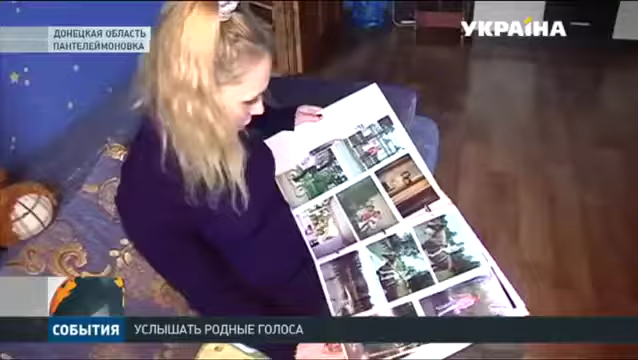 ДОНЕЦКАЯ ОБЛАСТЬ
ПАНТЕЛЕЙМОНОВКА
УКРАЇНА
СОБЫТИЯ
УСЛЫШАТЬ РОДНЫЕ ГОЛОСА